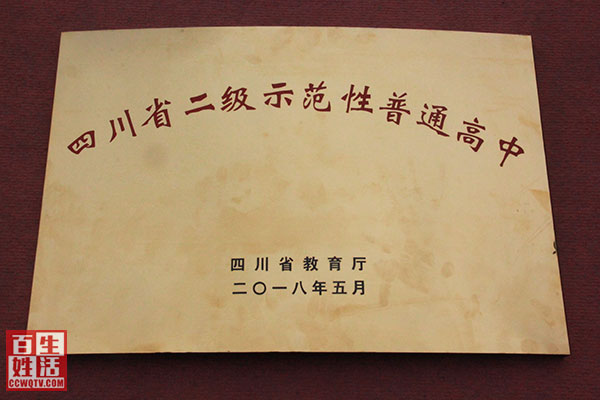 四川省二级示范性普通高中
四川省教育厅
二〇一八年五月
百姓生活
CCWQTV.COM